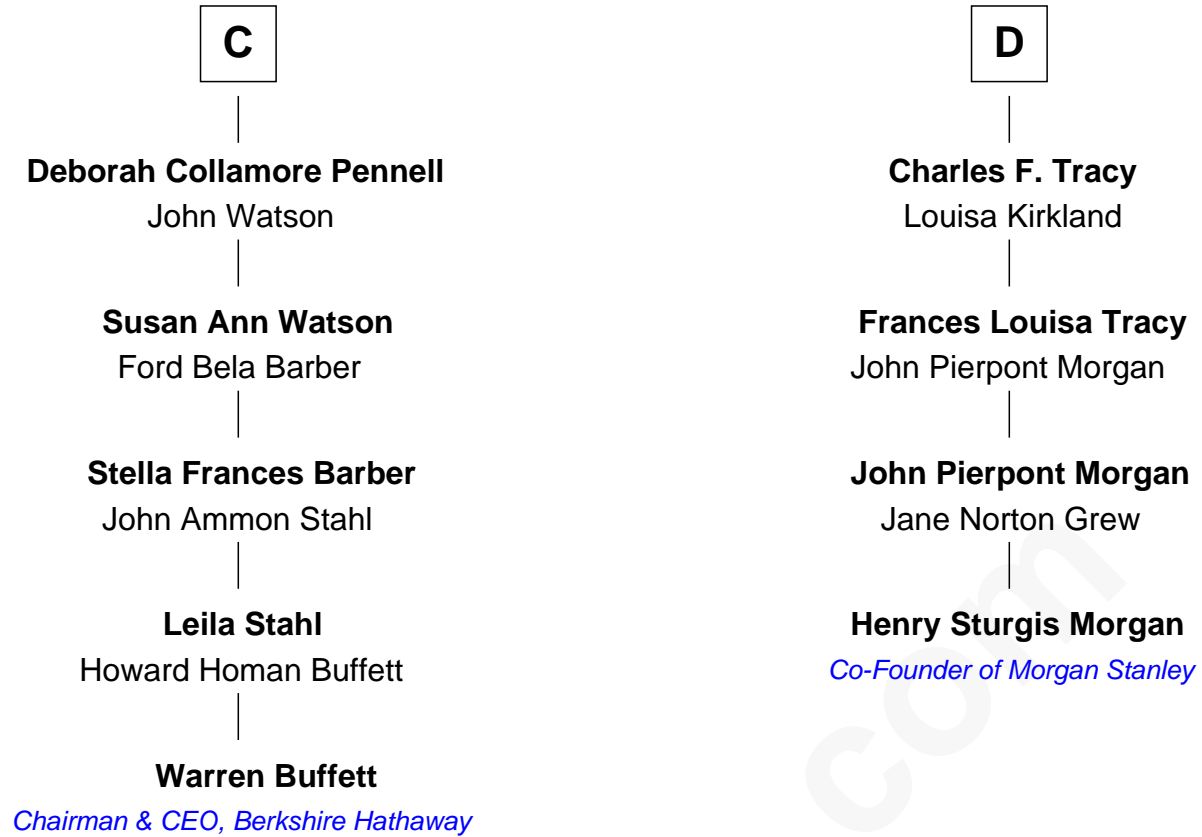 C
Deborah Collamore Pennell
John Watson
Susan Ann Watson
Ford Bela Barber
Stella Frances Barber
John Ammon Stahl
Leila Stahl
Howard Homan Buffett
Warren Buffett
Chairman & CEO, Berkshire Hathaway
D
Charles F. Tracy
Louisa Kirkland
Frances Louisa Tracy
John Pierpont Morgan
John Pierpont Morgan
Jane Norton Grew
Henry Sturgis Morgan
Co-Founder of Morgan Stanley
com